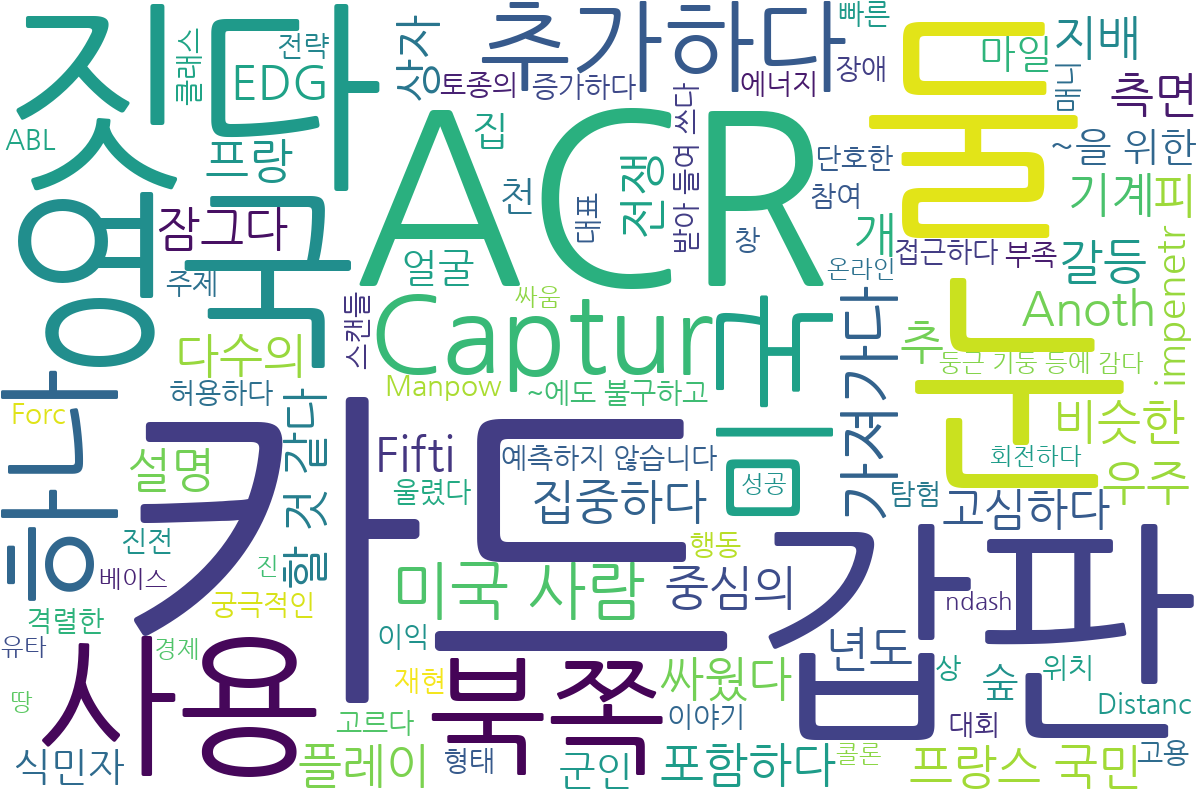 짓다
영국
ACR
둘
카드
눈
갑판
사용
북쪽
하나
미국
추가하다
Captur
미국 사람
가져가다
할 것 같다
전략
클래스
EDG
ABL
프랑
상자
토종의
증가하다
에너지
빠른
장애
마일
지배
매니
측면
~을 위한
기계피
impenetr
집
천
대표
전쟁
받아 들여 쓰다
창
단호한
참여
개
접근하다
부족
갈등
온라인
잠그다
주제
얼굴
스캔들
싸움
다수의
허용하다
Manpow
~에도 불구하고
추
Anoth
둥근 기둥 등에 감다
비슷한
회전하다
우주
Forc
설명
Fifti
예측하지 않습니다
울렸다
집중하다
성공
탐험
고심하다
진전
베이스
진
궁극적인
행동
중심의
ndash
격렬한
유타
경제
이익
재현
싸웠다
년도
상
숲
위치
Distanc
땅
식민자
고르다
플레이
형태
군인
이야기
포함하다
콜론
대회
프랑스 국민
고용